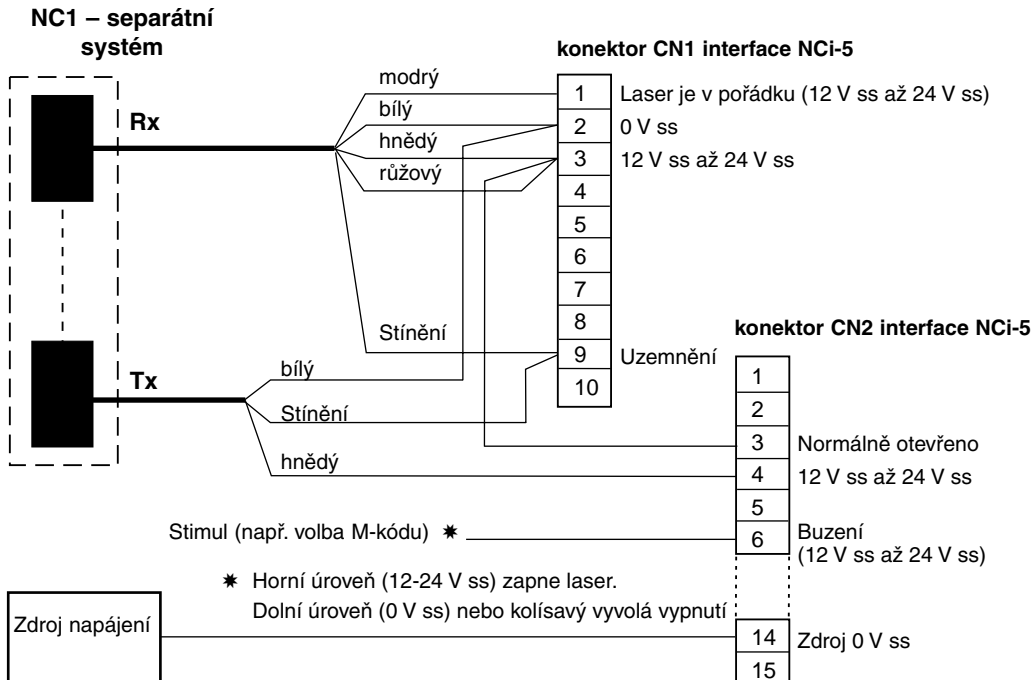 NC1 – separátní
systém
konektor CN1 interface NCi-5
modrý
1 Laser je v pořádku (12 V ss až 24 V ss)
Rx
bílý
2 0 V ss
hnědý
3 12 V ss až 24 V ss
růžový
4
5
6
7
8
Stínění
9 Uzemnění
10
konektor CN2 interface NCi-5
Tx
bílý
Stínění
hnědý
1
2
3 Normálně otevřeno
4 12 V ss až 24 V ss
5
Stimul (např. volba M-kódu) ✷
6 Buzení
(12 V ss až 24 V ss)
✷ Horní úroveň (12-24 V ss) zapne laser.
Dolní úroveň (0 V ss) nebo kolísavý vyvolá vypnutí
Zdroj napájení
14 Zdroj 0 V ss
15